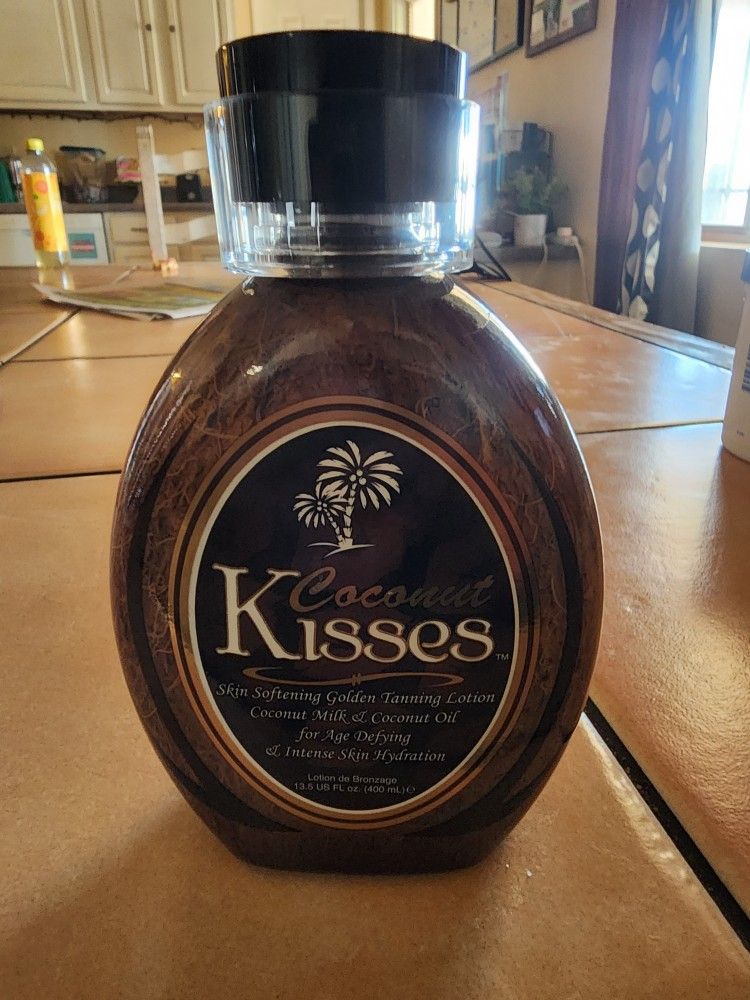 Coconut
Kisses™
Skin Softening Golden Tanning Lotion
Coconut Milk & Coconut Oil
for Age Defying
& Intense Skin Hydration
Lotion de Bronzage
13.5 US FL oz. (400 mL) ℮